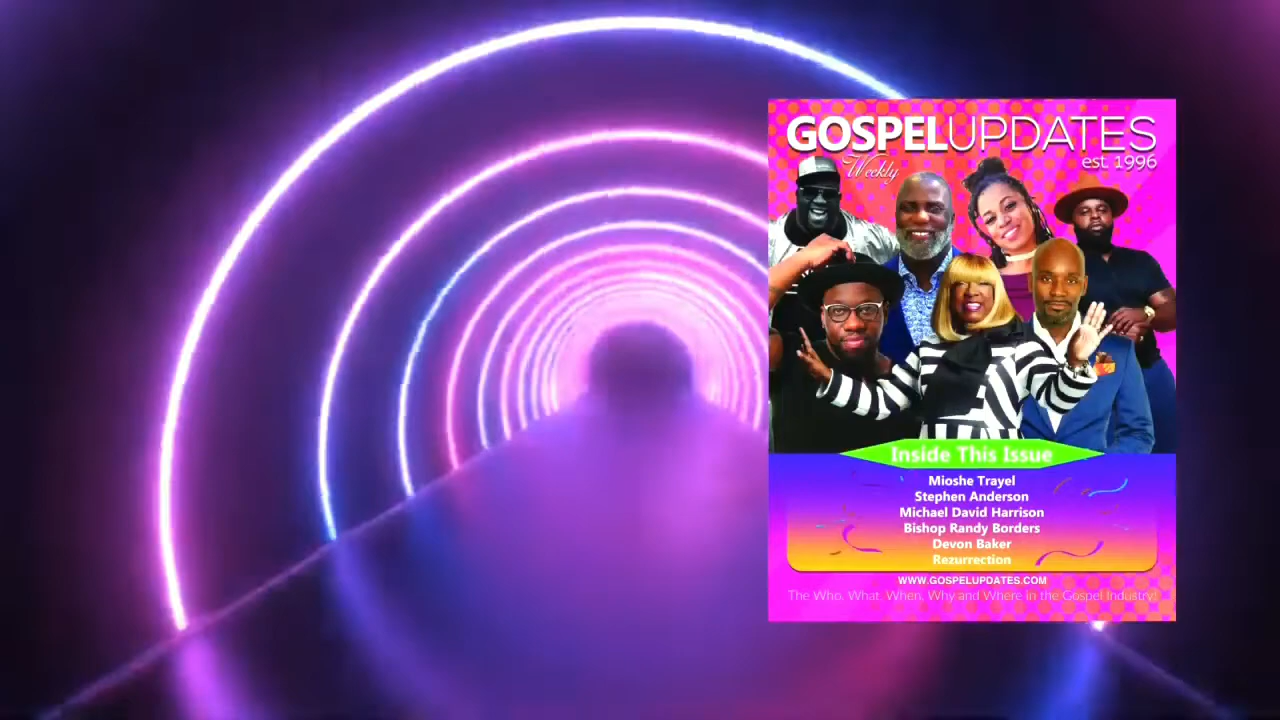 GOSPELUPDATES
est 1996
Weekly
Inside This Issue
Mioshe Trayel
Stephen Anderson
Michael David Harrison
Bishop Randy Borders
Devon Baker
Rezurrection
WWW.GOSPELUPDATES.COM
The Who, What, When, Why and Where in the Gospel Industry!